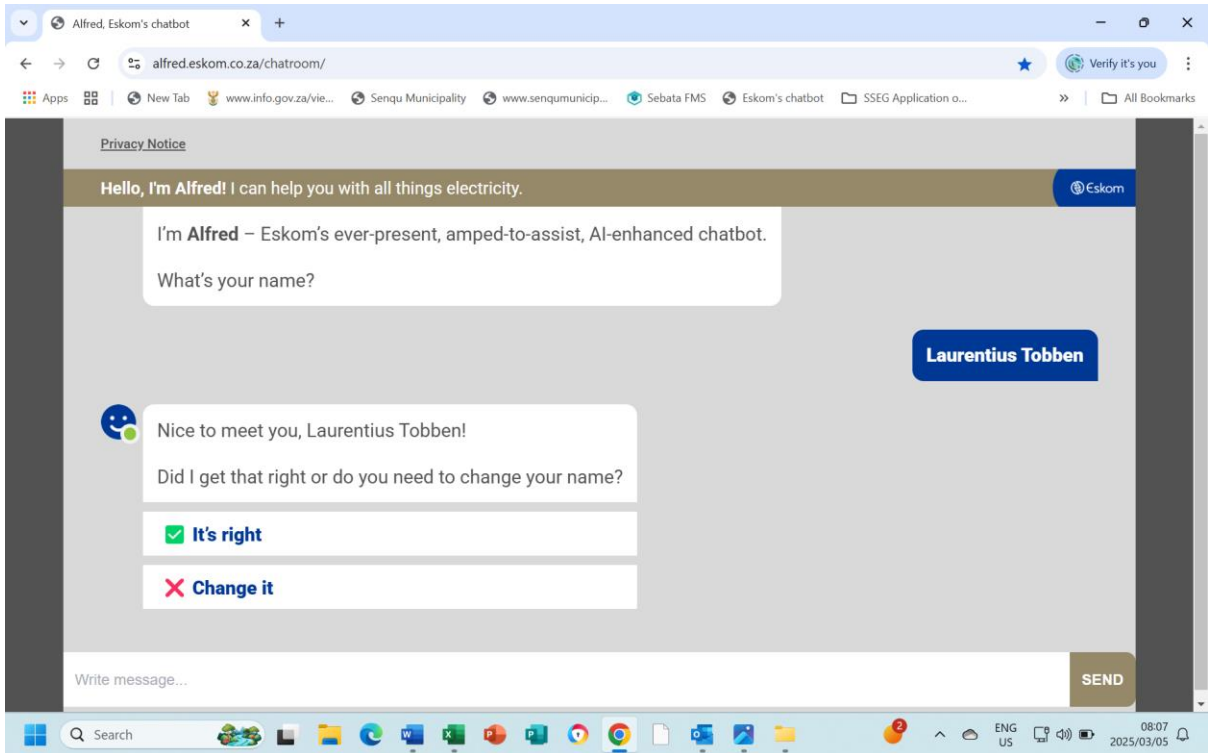 Alfred, Eskom's chatbot
alfred.eskom.co.za/chatroom/
Verify it's you
Apps
New Tab
www.info.gov.za/vie...
Senqu Municipality
www.senqumunicip...
Sebata FMS
Eskom's chatbot
SSEG Application o...
All Bookmarks
Privacy Notice
Hello, I'm Alfred! I can help you with all things electricity.
Eskom
I'm Alfred – Eskom's ever-present, amped-to-assist, AI-enhanced chatbot.
What's your name?
Laurentius Tobben
Nice to meet you, Laurentius Tobben!
Did I get that right or do you need to change your name?
It's right
Change it
Write message...
SEND
Search
2
ENG
US
08:07
2025/03/05